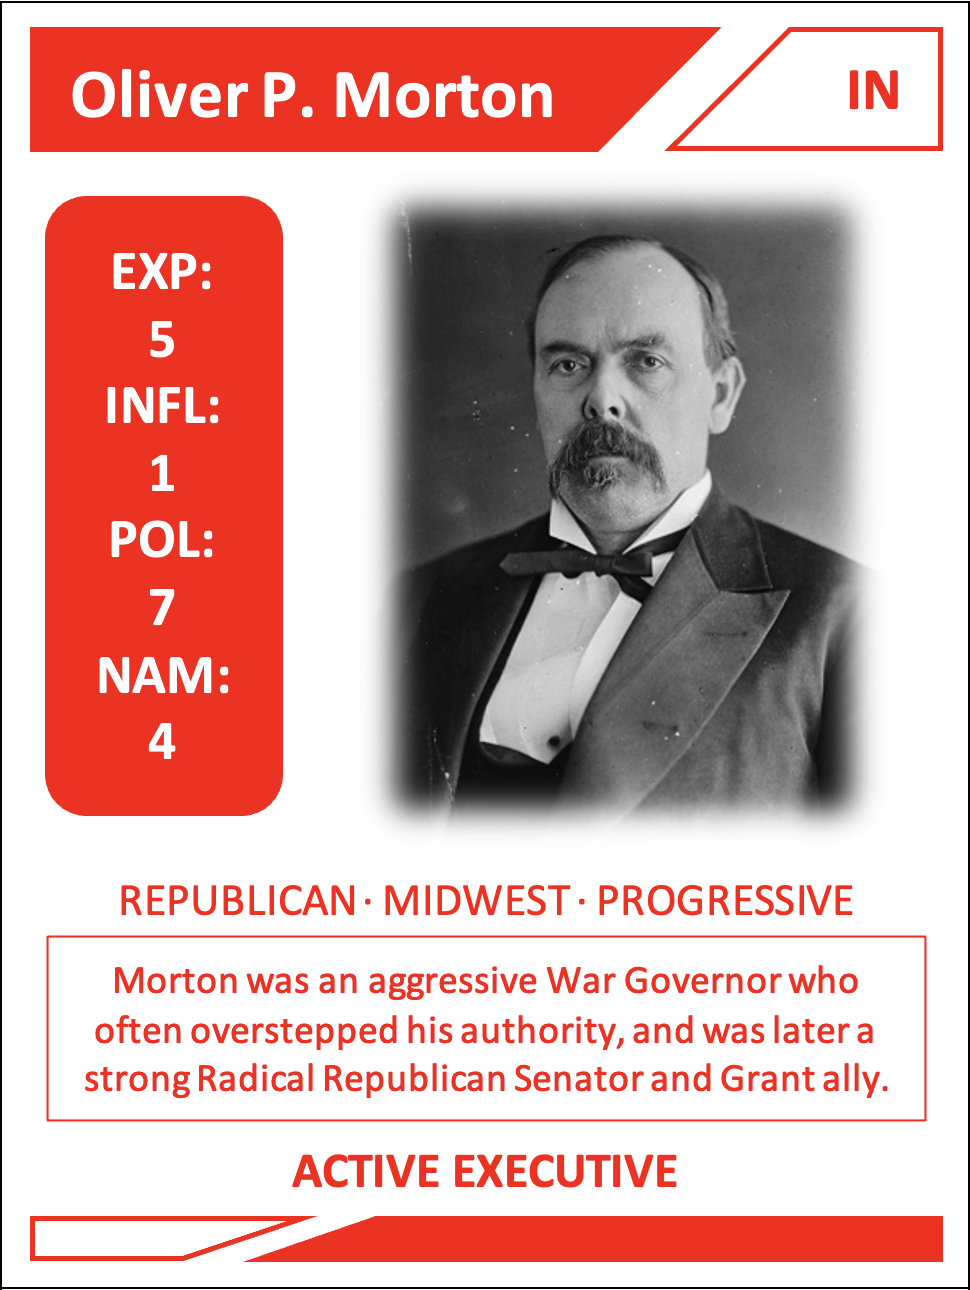 Oliver P. Morton
IN
EXP:
5
INFL:
1
POL:
7
NAM:
4
REPUBLICAN · MIDWEST · PROGRESSIVE
Morton was an aggressive War Governor who
often overstepped his authority, and was later a
strong Radical Republican Senator and Grant ally.
ACTIVE EXECUTIVE